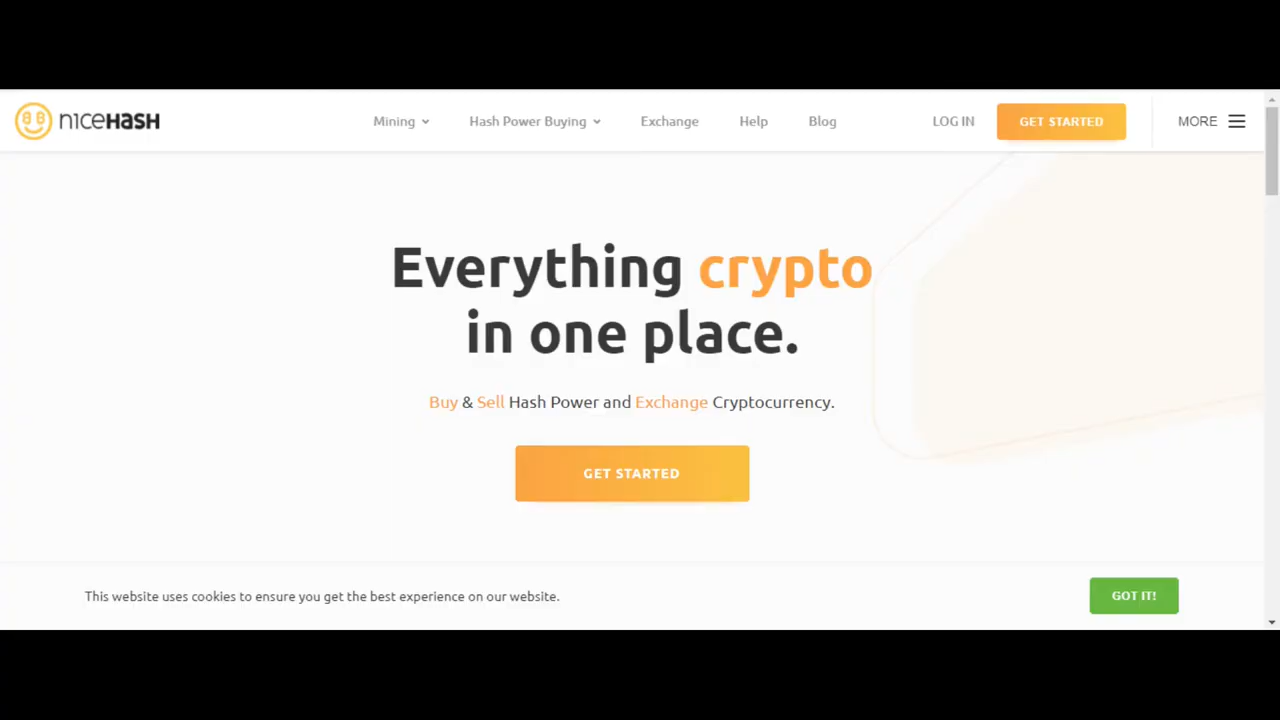 NICEHASH
Mining
Hash Power Buying
Exchange
Help
Blog
LOG IN
GET STARTED
MORE
Everything crypto
in one place.
Buy & Sell Hash Power and Exchange Cryptocurrency.
GET STARTED
This website uses cookies to ensure you get the best experience on our website.
GOT IT!